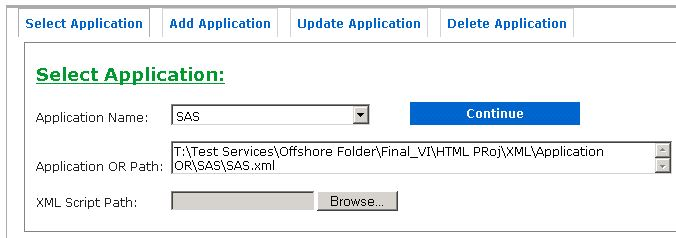 Select Application Add Application Update Application Delete Application
Select Application:
Application Name: SAS Continue
Application OR Path: T:\Test Services\Offshore Folder\Final_VI\HTML PRoj\XML\Application
OR\SAS\SAS.xml
XML Script Path: Browse...